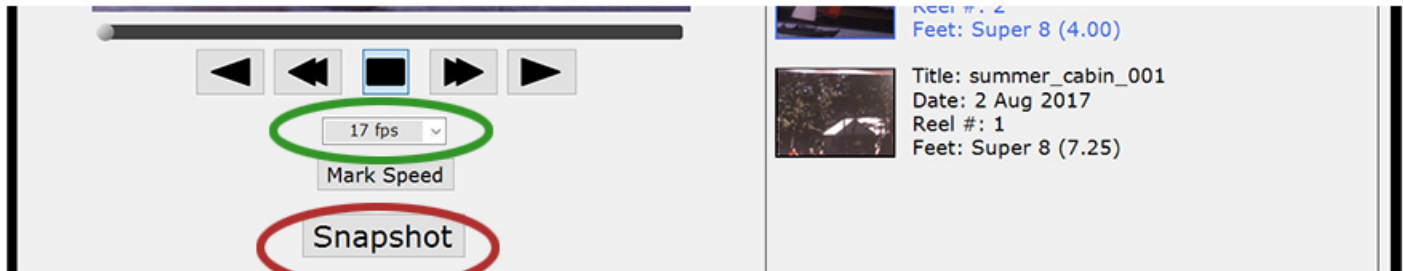 17 fps
Mark Speed
Snapshot
Reel #: 2
Feet: Super 8 (4.00)
Title: summer_cabin_001
Date: 2 Aug 2017
Reel #: 1
Feet: Super 8 (7.25)